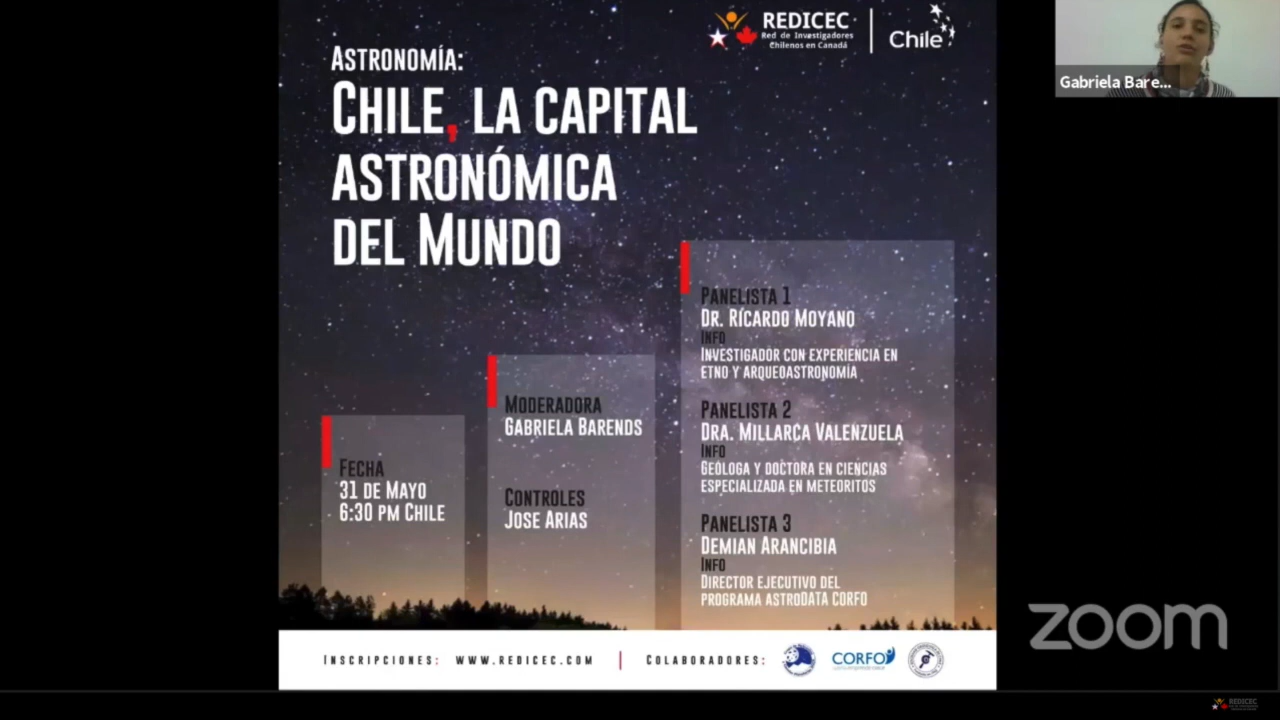 REDICEC
Red de Investigadores
Chilenos en Canadá
Chile
Gabriela Bare...
ASTRONOMÍA:
CHILE, LA CAPITAL
ASTRONÓMICA
DEL MUNDO
FECHA
31 DE MAYO
6:30 PM CHILE
MODERADORA
GABRIELA BARENDS
CONTROLES
JOSE ARIAS
PANELISTA 1
DR. RICARDO MOYANO
INFO
INVESTIGADOR CON EXPERIENCIA EN
ETNO Y ARQUEOASTRONOMÍA
PANELISTA 2
DRA. MILLARCA VALENZUELA
INFO
GEÓLOGA Y DOCTORA EN CIENCIAS
ESPECIALIZADA EN METEORITOS
PANELISTA 3
DEMIAN ARANCIBIA
INFO
DIRECTOR EJECUTIVO DEL
PROGRAMA ASTRODATA CORFO
INSCRIPCIONES: WWW.REDICEC.COM | COLABORADORES:
CORFO
zoom
REDICEC